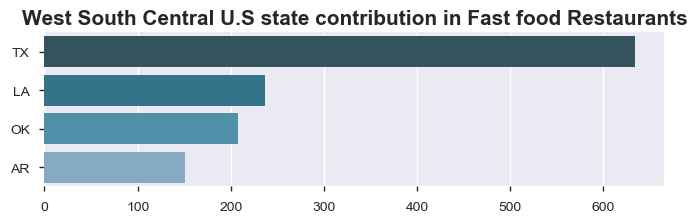 West South Central U.S state contribution in Fast food Restaurants
TX
LA
OK
AR
0 100 200 300 400 500 600